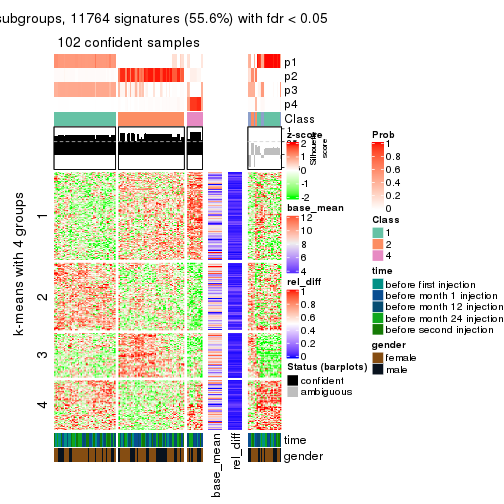 subgroups, 11764 signatures (55.6%) with fdr < 0.05
102 confident samples
p1
p2
p3
p4
Class
1
0.5
0
Silhouette
score
k-means with 4 groups
1
2
3
4
time
gender
base_mean
rel_diff
z-score
2
1
0
-1
-2
base_mean
12
10
8
6
4
rel_diff
1
0.8
0.6
0.4
0.2
0
Status (barplots)
confident
ambiguous
Prob
1
0.8
0.6
0.4
0.2
0
Class
1
2
4
time
before first injection
before month 1 injection
before month 12 injection
before month 24 injection
before second injection
gender
female
male